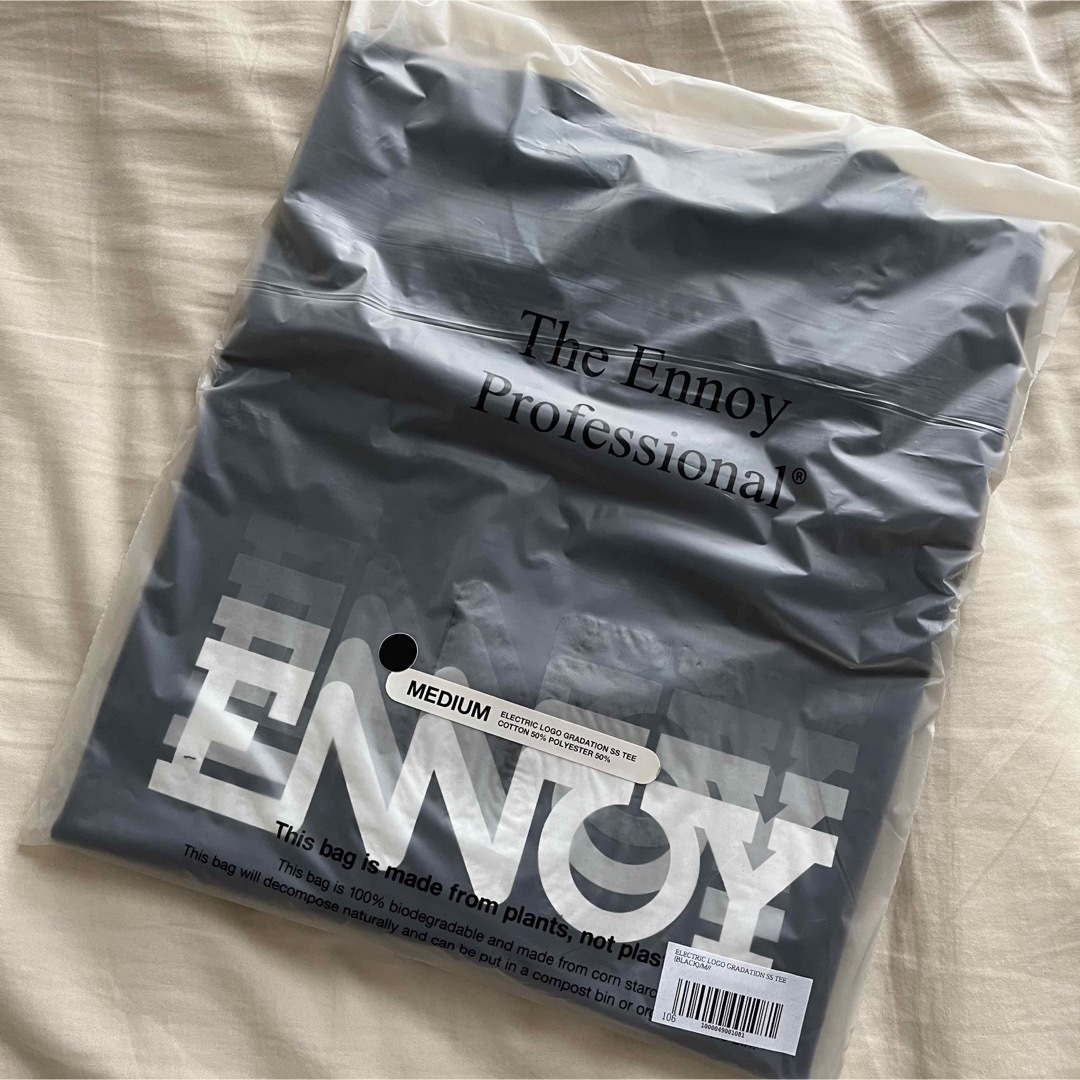 The Ennoy
Professional®
ENNOY
MEDIUM
ELECTRIC LOGO GRADATION SS TEE
COTTON 50% POLYESTER 50%
This bag is made from plants, not plas
This bag is 100% biodegradable and made from corn
This bag will decompose naturally and can be put in a compost bin or
ELECTRIC LOGO GRADATION SS TEE
(BLACK)/M//
106
1000049001081